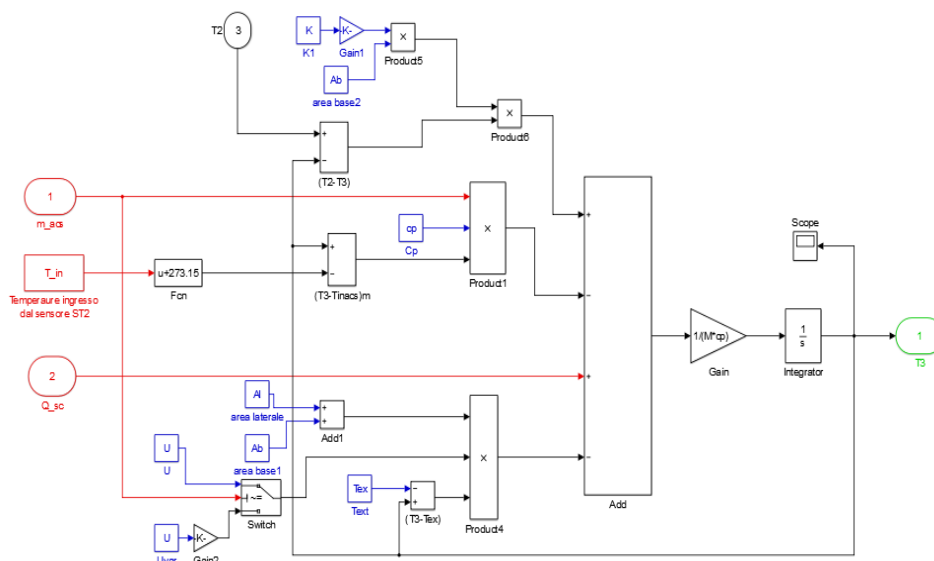 T2
3
K
K1
-K-
Gain1
×
Product5
Ab
area base2
×
Product6
+
−
(T2-T3)
1
m_acs
cp
Cp
×
Product1
+
−
(T3-Tinacs)m
T_in
Temperaure ingresso
dal sensore ST2
u+273.15
Fcn
+
−
+
−
Add
Scope
1/(M*cp)
Gain
1
s
Integrator
1
T3
2
Q_sc
Al
area laterale
+
+
Add1
Ab
area base1
U
U
~=
Switch
×
Product4
Tex
Text
−
+
(T3-Tex)
U
-K-
Gain2